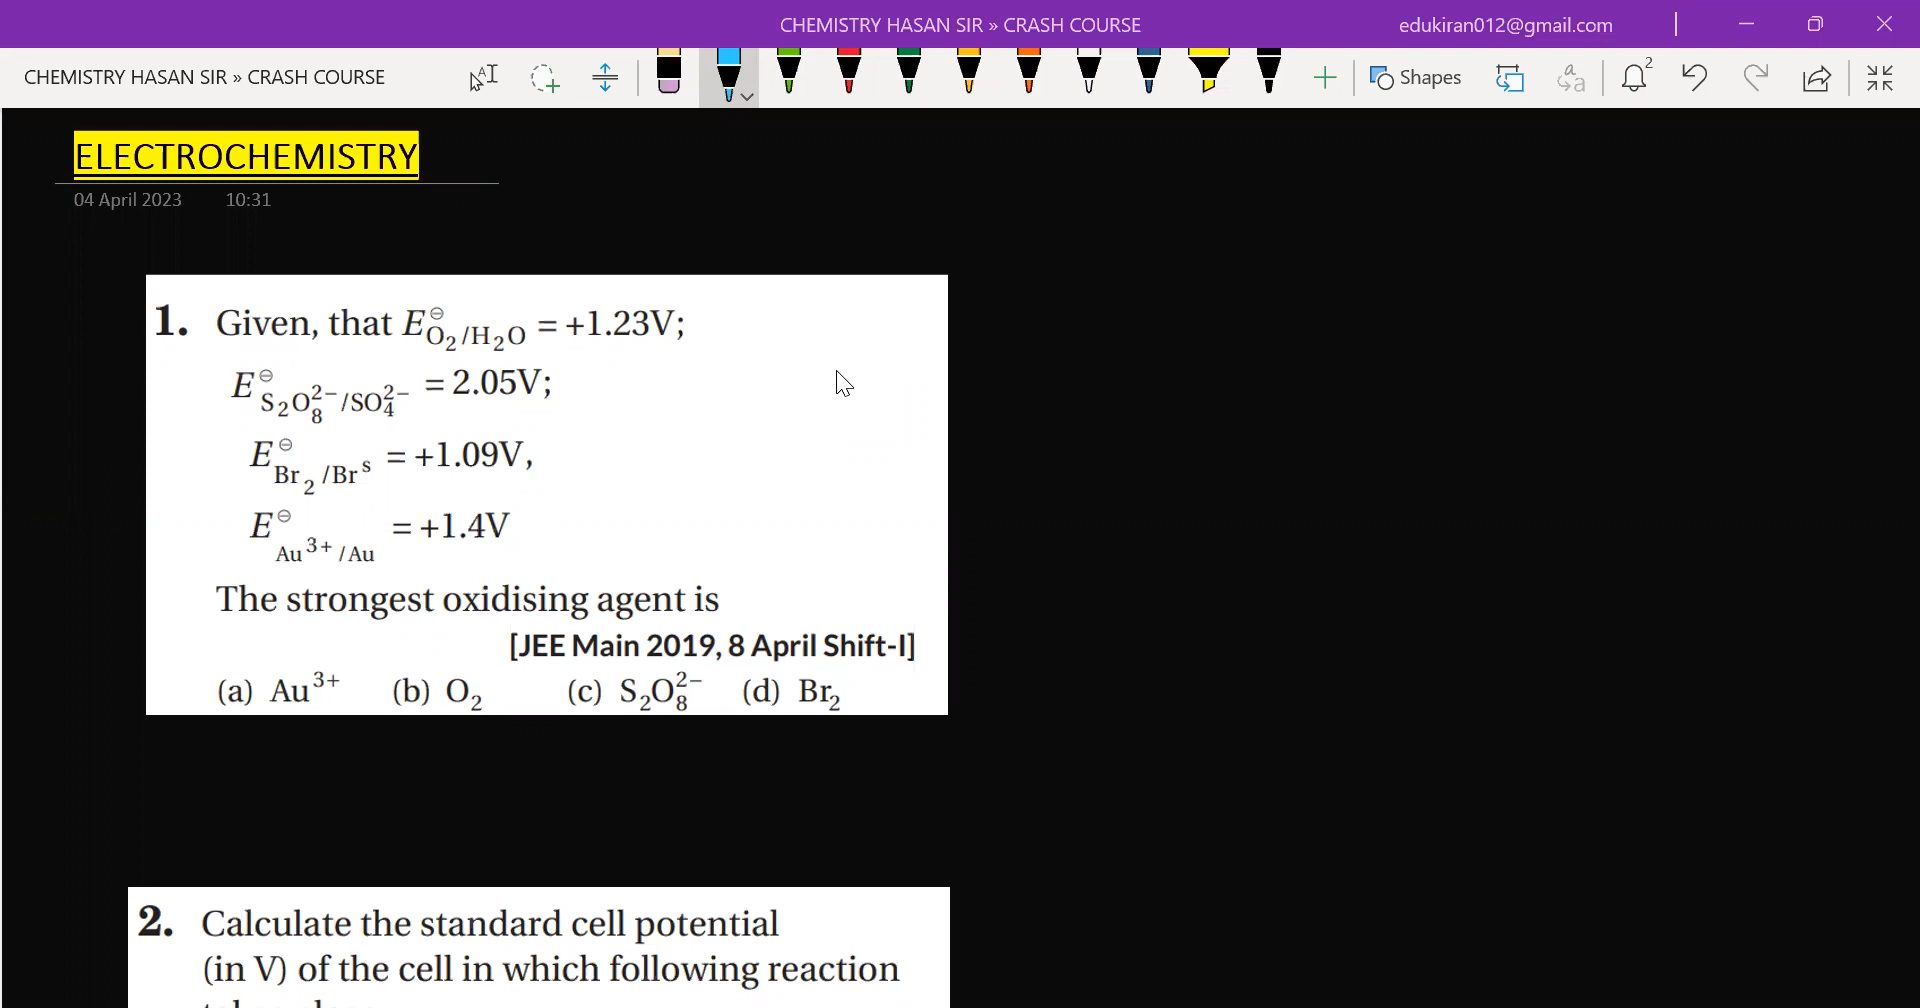 CHEMISTRY HASAN SIR » CRASH COURSE
edukiran012@gmail.com
CHEMISTRY HASAN SIR » CRASH COURSE
Shapes
2
ELECTROCHEMISTRY
04 April 2023 10:31
1. Given, that E⊖ O₂/H₂O = +1.23V;
E⊖ S₂O₈²⁻/SO₄²⁻ = 2.05V;
E⊖ Br₂/Brˢ = +1.09V,
E⊖ Au³⁺/Au = +1.4V
The strongest oxidising agent is
[JEE Main 2019, 8 April Shift-I]
(a) Au³⁺ (b) O₂ (c) S₂O₈²⁻ (d) Br₂
2. Calculate the standard cell potential
(in V) of the cell in which following reaction